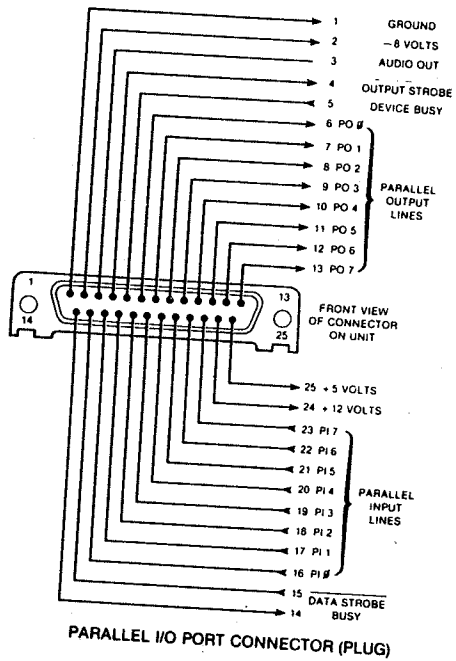 1 GROUND
2 −8 VOLTS
3 AUDIO OUT
4 OUTPUT STROBE
5 DEVICE BUSY
6 PO 0
7 PO 1
8 PO 2
9 PO 3
10 PO 4
11 PO 5
12 PO 6
13 PO 7
PARALLEL
OUTPUT
LINES
1
13
14
25
FRONT VIEW
OF CONNECTOR
ON UNIT
25 +5 VOLTS
24 +12 VOLTS
23 PI 7
22 PI 6
21 PI 5
20 PI 4
19 PI 3
18 PI 2
17 PI 1
16 PI 0
PARALLEL
INPUT
LINES
15 DATA STROBE
14 BUSY
PARALLEL I/O PORT CONNECTOR (PLUG)